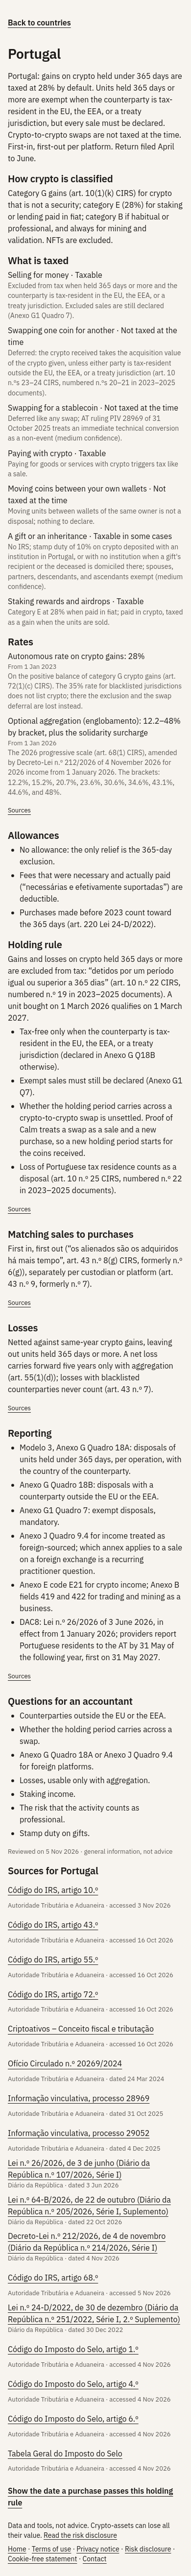 Back to countries
Portugal
Portugal: gains on crypto held under 365 days are
taxed at 28% by default. Units held 365 days or
more are exempt when the counterparty is tax-
resident in the EU, the EEA, or a treaty
jurisdiction, but every sale must be declared.
Crypto-to-crypto swaps are not taxed at the time.
First-in, first-out per platform. Return filed April
to June.
How crypto is classified
Category G gains (art. 10(1)(k) CIRS) for crypto
that is not a security; category E (28%) for staking
or lending paid in fiat; category B if habitual or
professional, and always for mining and
validation. NFTs are excluded.
What is taxed
Selling for money · Taxable
Excluded from tax when held 365 days or more and the
counterparty is tax-resident in the EU, the EEA, or a
treaty jurisdiction. Excluded sales are still declared
(Anexo G1 Quadro 7).
Swapping one coin for another · Not taxed at the
time
Deferred: the crypto received takes the acquisition value
of the crypto given, unless either party is tax-resident
outside the EU, the EEA, or a treaty jurisdiction (art. 10
n.ºs 23–24 CIRS, numbered n.ºs 20–21 in 2023–2025
documents).
Swapping for a stablecoin · Not taxed at the time
Deferred like any swap; AT ruling PIV 28969 of 31
October 2025 treats an immediate technical conversion
as a non-event (medium confidence).
Paying with crypto · Taxable
Paying for goods or services with crypto triggers tax like
a sale.
Moving coins between your own wallets · Not
taxed at the time
Moving units between wallets of the same owner is not a
disposal; nothing to declare.
A gift or an inheritance · Taxable in some cases
No IRS; stamp duty of 10% on crypto deposited with an
institution in Portugal, or with no institution when a gift's
recipient or the deceased is domiciled there; spouses,
partners, descendants, and ascendants exempt (medium
confidence).
Staking rewards and airdrops · Taxable
Category E at 28% when paid in fiat; paid in crypto, taxed
as a gain when the units are sold.
Rates
Autonomous rate on crypto gains: 28%
From 1 Jan 2023
On the positive balance of category G crypto gains (art.
72(1)(c) CIRS). The 35% rate for blacklisted jurisdictions
does not list crypto; there the exclusion and the swap
deferral are lost instead.
Optional aggregation (englobamento): 12.2–48%
by bracket, plus the solidarity surcharge
From 1 Jan 2026
The 2026 progressive scale (art. 68(1) CIRS), amended
by Decreto-Lei n.º 212/2026 of 4 November 2026 for
2026 income from 1 January 2026. The brackets:
12.2%, 15.2%, 20.7%, 23.6%, 30.6%, 34.6%, 43.1%,
44.6%, and 48%.
Sources
Allowances
• No allowance: the only relief is the 365-day
exclusion.
• Fees that were necessary and actually paid
(“necessárias e efetivamente suportadas”) are
deductible.
• Purchases made before 2023 count toward
the 365 days (art. 220 Lei 24-D/2022).
Holding rule
Gains and losses on crypto held 365 days or more
are excluded from tax: “detidos por um período
igual ou superior a 365 dias” (art. 10 n.º 22 CIRS,
numbered n.º 19 in 2023–2025 documents). A
unit bought on 1 March 2026 qualifies on 1 March
2027.
• Tax-free only when the counterparty is tax-
resident in the EU, the EEA, or a treaty
jurisdiction (declared in Anexo G Q18B
otherwise).
• Exempt sales must still be declared (Anexo G1
Q7).
• Whether the holding period carries across a
crypto-to-crypto swap is unsettled. Proof of
Calm treats a swap as a sale and a new
purchase, so a new holding period starts for
the coins received.
• Loss of Portuguese tax residence counts as a
disposal (art. 10 n.º 25 CIRS, numbered n.º 22
in 2023–2025 documents).
Sources
Matching sales to purchases
First in, first out (“os alienados são os adquiridos
há mais tempo”, art. 43 n.º 8(g) CIRS, formerly n.º
6(g)), separately per custodian or platform (art.
43 n.º 9, formerly n.º 7).
Sources
Losses
Netted against same-year crypto gains, leaving
out units held 365 days or more. A net loss
carries forward five years only with aggregation
(art. 55(1)(d)); losses with blacklisted
counterparties never count (art. 43 n.º 7).
Sources
Reporting
• Modelo 3, Anexo G Quadro 18A: disposals of
units held under 365 days, per operation, with
the country of the counterparty.
• Anexo G Quadro 18B: disposals with a
counterparty outside the EU or the EEA.
• Anexo G1 Quadro 7: exempt disposals,
mandatory.
• Anexo J Quadro 9.4 for income treated as
foreign-sourced; which annex applies to a sale
on a foreign exchange is a recurring
practitioner question.
• Anexo E code E21 for crypto income; Anexo B
fields 419 and 422 for trading and mining as a
business.
• DAC8: Lei n.º 26/2026 of 3 June 2026, in
effect from 1 January 2026; providers report
Portuguese residents to the AT by 31 May of
the following year, first on 31 May 2027.
Sources
Questions for an accountant
• Counterparties outside the EU or the EEA.
• Whether the holding period carries across a
swap.
• Anexo G Quadro 18A or Anexo J Quadro 9.4
for foreign platforms.
• Losses, usable only with aggregation.
• Staking income.
• The risk that the activity counts as
professional.
• Stamp duty on gifts.
Reviewed on 5 Nov 2026 · general information, not advice
Sources for Portugal
Código do IRS, artigo 10.º
Autoridade Tributária e Aduaneira · accessed 3 Nov 2026
Código do IRS, artigo 43.º
Autoridade Tributária e Aduaneira · accessed 16 Oct 2026
Código do IRS, artigo 55.º
Autoridade Tributária e Aduaneira · accessed 16 Oct 2026
Código do IRS, artigo 72.º
Autoridade Tributária e Aduaneira · accessed 16 Oct 2026
Criptoativos – Conceito fiscal e tributação
Autoridade Tributária e Aduaneira · accessed 16 Oct 2026
Ofício Circulado n.º 20269/2024
Autoridade Tributária e Aduaneira · dated 24 Mar 2024
Informação vinculativa, processo 28969
Autoridade Tributária e Aduaneira · dated 31 Oct 2025
Informação vinculativa, processo 29052
Autoridade Tributária e Aduaneira · dated 4 Dec 2025
Lei n.º 26/2026, de 3 de junho (Diário da
República n.º 107/2026, Série I)
Diário da República · dated 3 Jun 2026
Lei n.º 64-B/2026, de 22 de outubro (Diário da
República n.º 205/2026, Série I, Suplemento)
Diário da República · dated 22 Oct 2026
Decreto-Lei n.º 212/2026, de 4 de novembro
(Diário da República n.º 214/2026, Série I)
Diário da República · dated 4 Nov 2026
Código do IRS, artigo 68.º
Autoridade Tributária e Aduaneira · accessed 5 Nov 2026
Lei n.º 24-D/2022, de 30 de dezembro (Diário da
República n.º 251/2022, Série I, 2.º Suplemento)
Diário da República · dated 30 Dec 2022
Código do Imposto do Selo, artigo 1.º
Autoridade Tributária e Aduaneira · accessed 4 Nov 2026
Código do Imposto do Selo, artigo 4.º
Autoridade Tributária e Aduaneira · accessed 4 Nov 2026
Código do Imposto do Selo, artigo 6.º
Autoridade Tributária e Aduaneira · accessed 4 Nov 2026
Tabela Geral do Imposto do Selo
Autoridade Tributária e Aduaneira · accessed 4 Nov 2026
Show the date a purchase passes this holding
rule
Data and tools, not advice. Crypto-assets can lose all
their value. Read the risk disclosure
Home · Terms of use · Privacy notice · Risk disclosure ·
Cookie-free statement · Contact